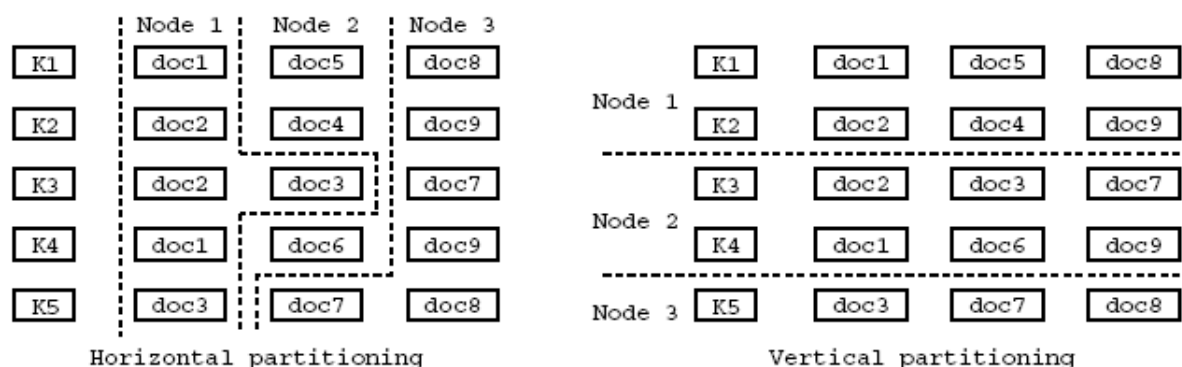 Node 1 Node 2 Node 3
K1 doc1 doc5 doc8
K2 doc2 doc4 doc9
K3 doc2 doc3 doc7
K4 doc1 doc6 doc9
K5 doc3 doc7 doc8
Horizontal partitioning
K1 doc1 doc5 doc8
Node 1
K2 doc2 doc4 doc9
K3 doc2 doc3 doc7
Node 2
K4 doc1 doc6 doc9
Node 3 K5 doc3 doc7 doc8
Vertical partitioning